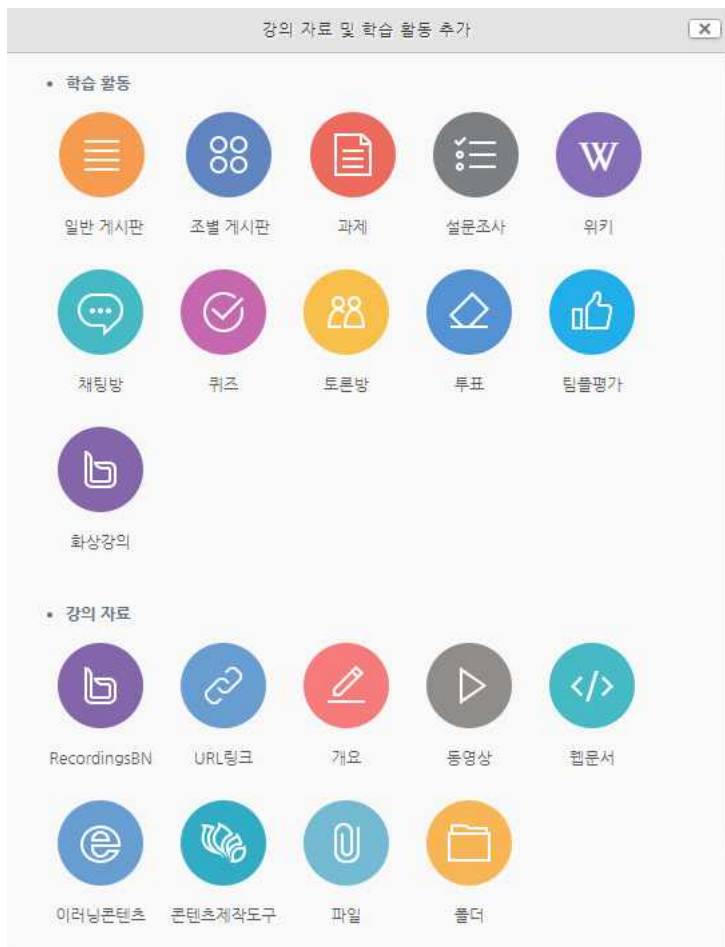 강의 자료 및 학습 활동 추가
• 학습 활동
일반 게시판 조별 게시판 과제 설문조사 위키
채팅방 퀴즈 토론방 투표 팀플평가
화상강의
• 강의 자료
RecordingsBN URL링크 개요 동영상 웹문서
이러닝콘텐츠 콘텐츠제작도구 파일 폴더